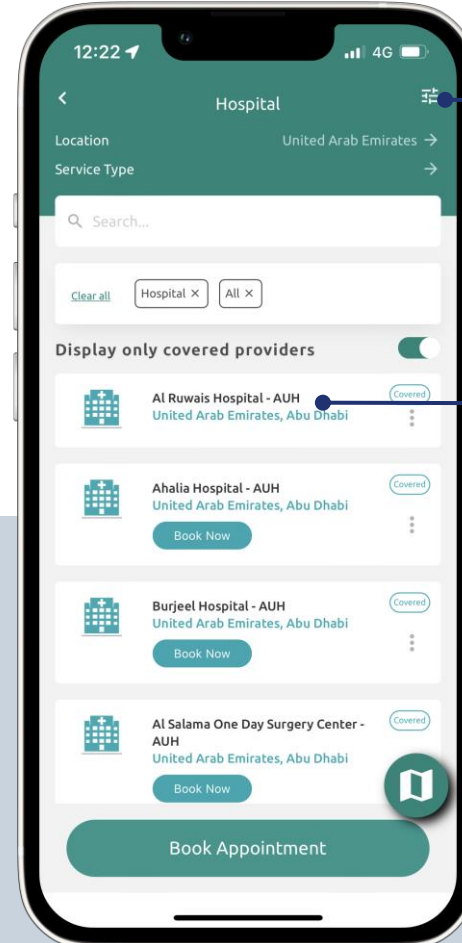 12:22
4G
Hospital
Location United Arab Emirates →
Service Type →
Search...
Clear all Hospital × All ×
Display only covered providers
Al Ruwais Hospital - AUH Covered
United Arab Emirates, Abu Dhabi
Ahalia Hospital - AUH Covered
United Arab Emirates, Abu Dhabi
Book Now
Burjeel Hospital - AUH Covered
United Arab Emirates, Abu Dhabi
Book Now
Al Salama One Day Surgery Center - Covered
AUH
United Arab Emirates, Abu Dhabi
Book Now
Book Appointment